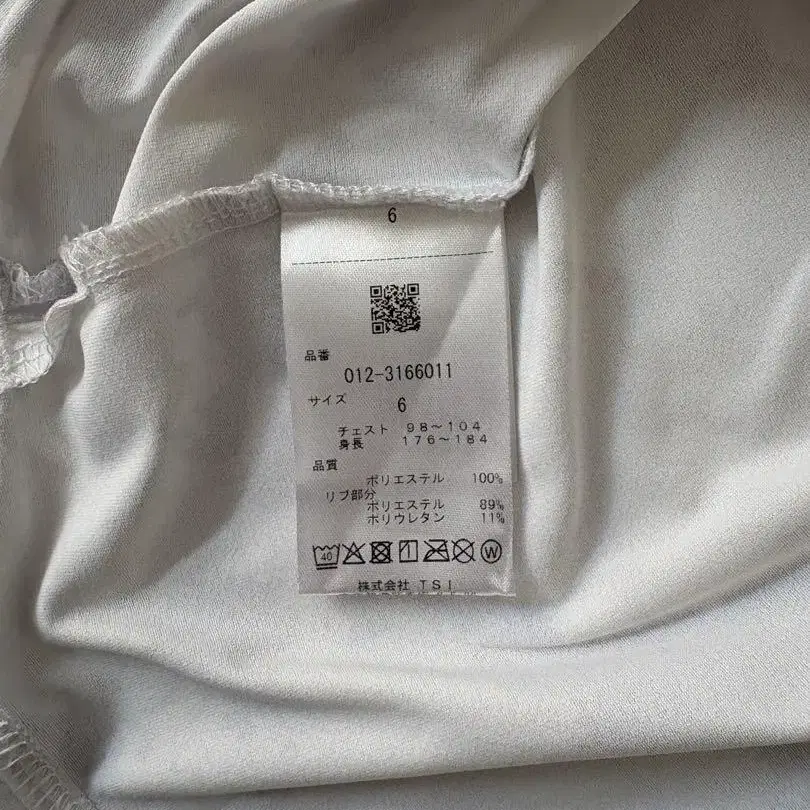 6
品番
012-3166011
サイズ
6
チェスト 98～104
身長 176～184
品質
ポリエステル 100%
リブ部分
ポリエステル 89%
ポリウレタン 11%
40 W
株式会社 TSI